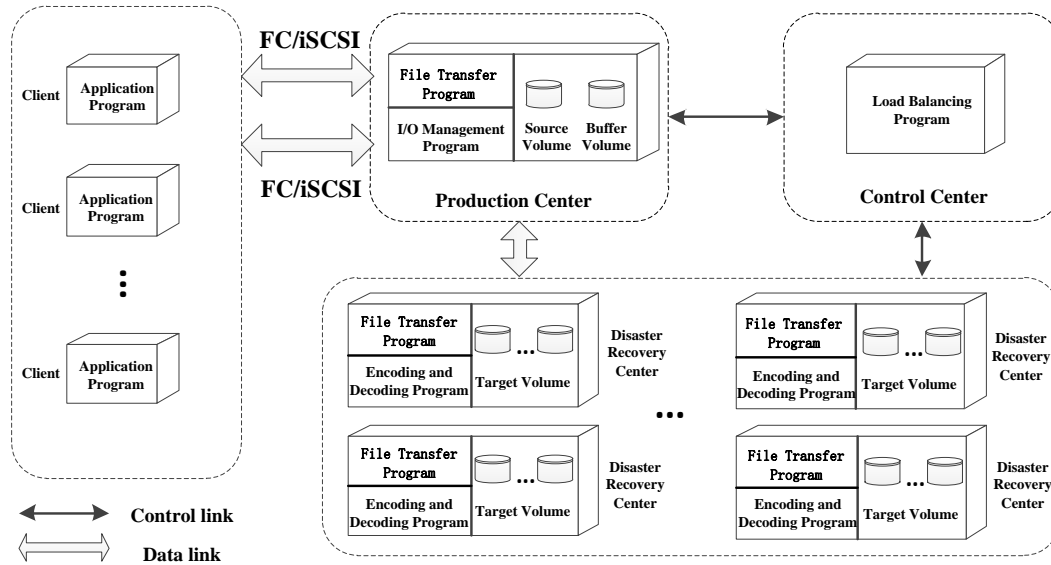 Client
Application
Program
Client
Application
Program
Client
Application
Program
FC/iSCSI
FC/iSCSI
File Transfer
Program
I/O Management
Program
Source
Volume
Buffer
Volume
Production Center
Load Balancing
Program
Control Center
File Transfer
Program
Encoding and
Decoding Program
Target Volume
Disaster
Recovery
Center
File Transfer
Program
Encoding and
Decoding Program
Target Volume
Disaster
Recovery
Center
File Transfer
Program
Encoding and
Decoding Program
Target Volume
Disaster
Recovery
Center
File Transfer
Program
Encoding and
Decoding Program
Target Volume
Disaster
Recovery
Center
Control link
Data link